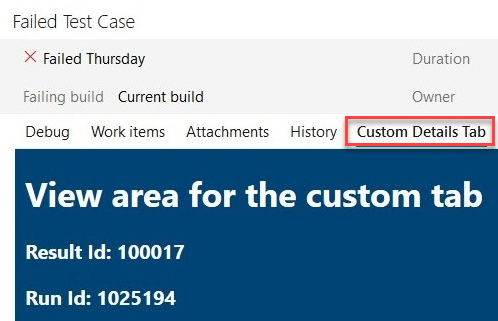 Failed Test Case
Failed Thursday Duration
Failing build Current build Owner
Debug Work items Attachments History Custom Details Tab
View area for the custom tab
Result Id: 100017
Run Id: 1025194